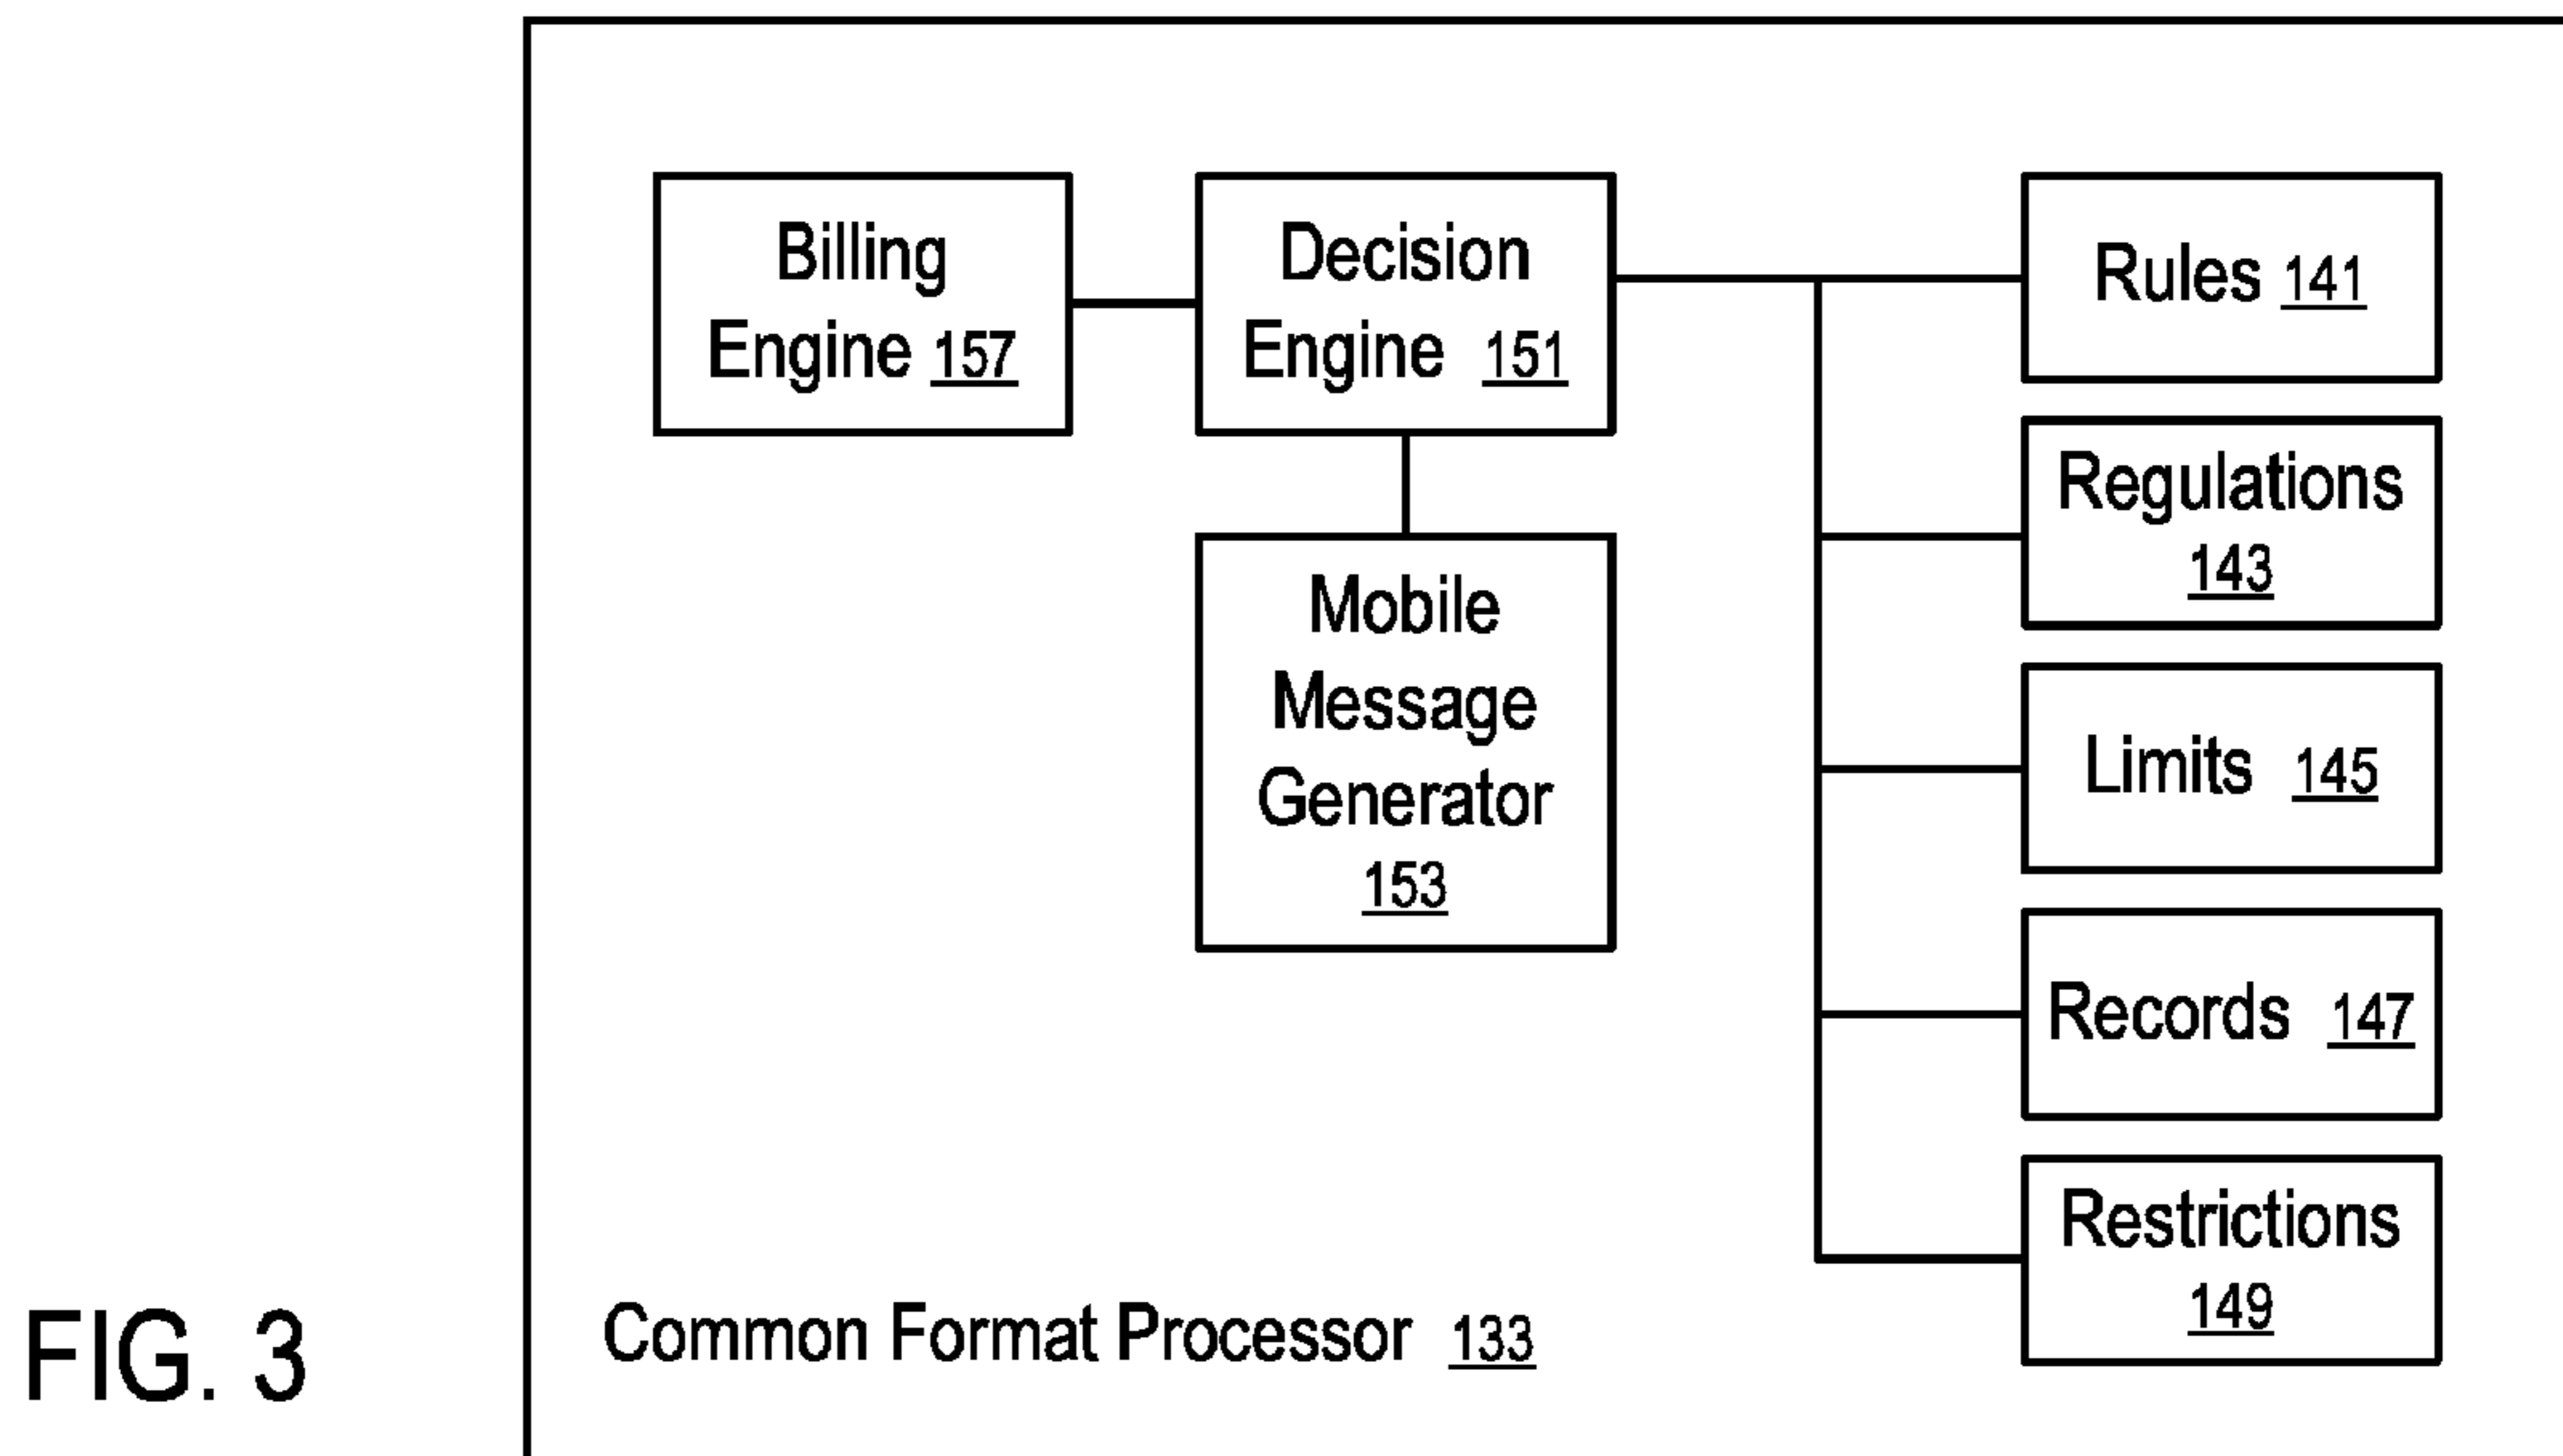 Billing
Engine 157
Decision
Engine 151
Rules 141
Regulations
143
Mobile
Message
Generator
153
Limits 145
Records 147
Restrictions
149
Common Format Processor 133
FIG. 3